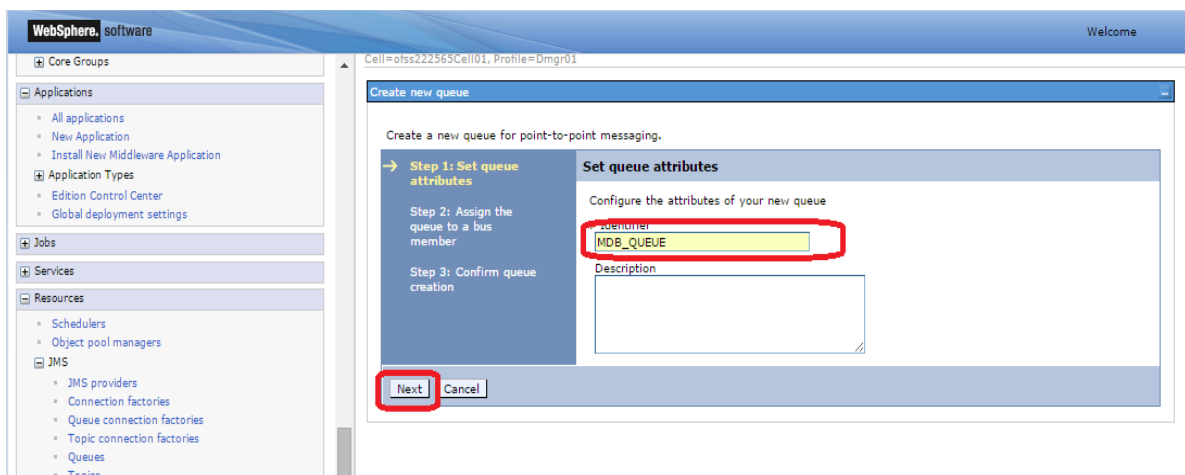 WebSphere. software
Welcome
Core Groups
Cell=ofss222565Cell01, Profile=Dmgr01
Applications
All applications
New Application
Install New Middleware Application
Application Types
Edition Control Center
Global deployment settings
Jobs
Services
Resources
Schedulers
Object pool managers
JMS
JMS providers
Connection factories
Queue connection factories
Topic connection factories
Queues
Topics
Create new queue
Create a new queue for point-to-point messaging.
Step 1: Set queue
attributes
Step 2: Assign the
queue to a bus
member
Step 3: Confirm queue
creation
Set queue attributes
Configure the attributes of your new queue
Identifier
MDB_QUEUE
Description
Next
Cancel